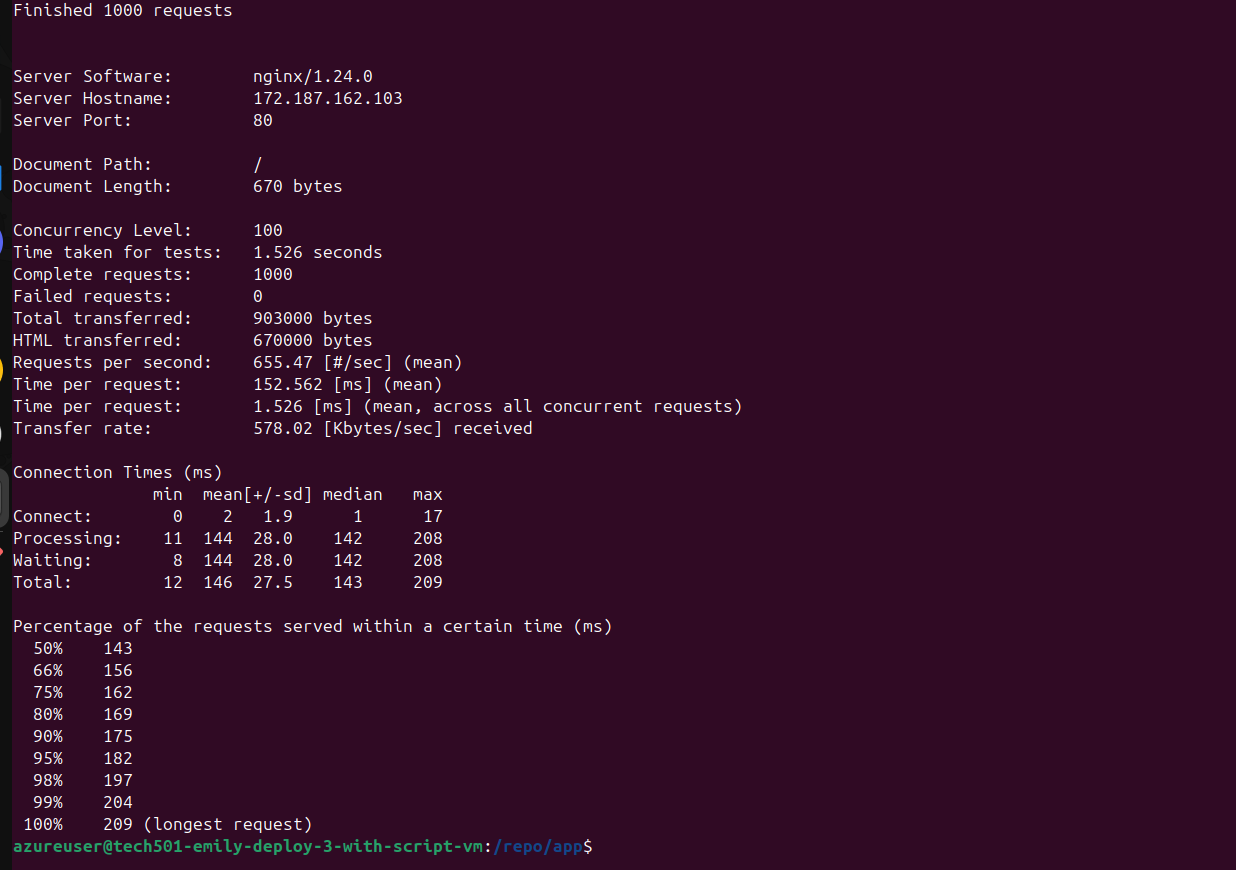 Finished 1000 requests
Server Software:        nginx/1.24.0
Server Hostname:        172.187.162.103
Server Port:            80
Document Path:          /
Document Length:        670 bytes
Concurrency Level:      100
Time taken for tests:   1.526 seconds
Complete requests:      1000
Failed requests:        0
Total transferred:      903000 bytes
HTML transferred:       670000 bytes
Requests per second:    655.47 [#/sec] (mean)
Time per request:       152.562 [ms] (mean)
Time per request:       1.526 [ms] (mean, across all concurrent requests)
Transfer rate:          578.02 [Kbytes/sec] received
Connection Times (ms)
              min  mean[+/-sd] median   max
Connect:        0    2   1.9      1      17
Processing:    11  144  28.0    142     208
Waiting:        8  144  28.0    142     208
Total:         12  146  27.5    143     209
Percentage of the requests served within a certain time (ms)
  50%    143
  66%    156
  75%    162
  80%    169
  90%    175
  95%    182
  98%    197
  99%    204
 100%    209 (longest request)
azureuser@tech501-emily-deploy-3-with-script-vm:/repo/app$